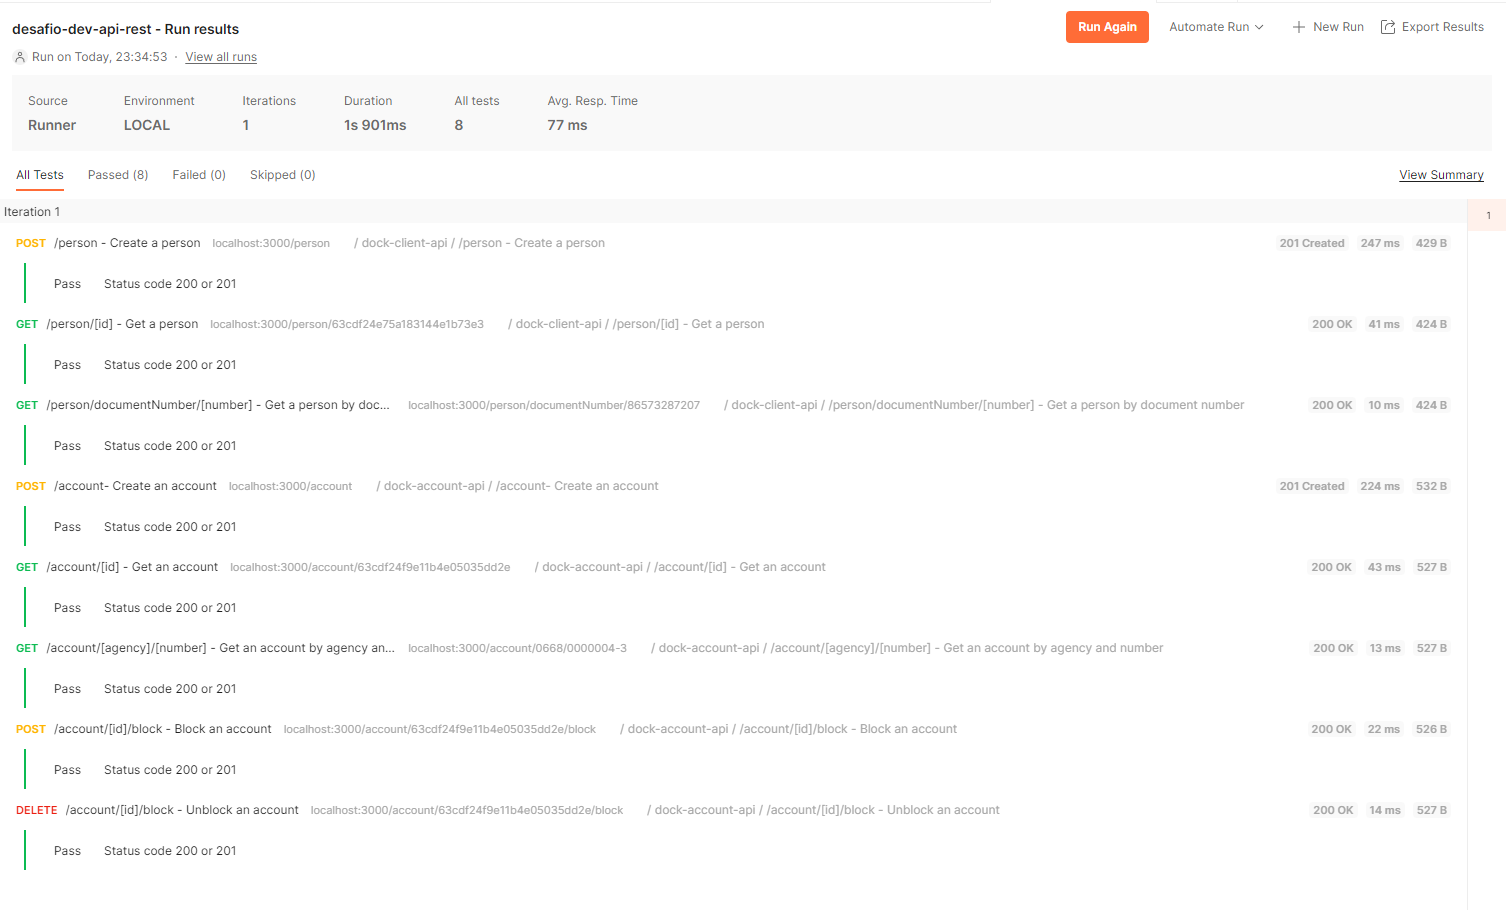 desafio-dev-api-rest - Run results
Run Again
Automate Run
New Run
Export Results
Run on Today, 23:34:53 · View all runs
Source Environment Iterations Duration All tests Avg. Resp. Time
Runner LOCAL 1 1s 901ms 8 77 ms
All Tests Passed (8) Failed (0) Skipped (0) View Summary
Iteration 1
1
POST /person - Create a person localhost:3000/person / dock-client-api / /person - Create a person 201 Created 247 ms 429 B
Pass Status code 200 or 201
GET /person/[id] - Get a person localhost:3000/person/63cdf24e75a183144e1b73e3 / dock-client-api / /person/[id] - Get a person 200 OK 41 ms 424 B
Pass Status code 200 or 201
GET /person/documentNumber/[number] - Get a person by doc... localhost:3000/person/documentNumber/86573287207 / dock-client-api / /person/documentNumber/[number] - Get a person by document number 200 OK 10 ms 424 B
Pass Status code 200 or 201
POST /account- Create an account localhost:3000/account / dock-account-api / /account- Create an account 201 Created 224 ms 532 B
Pass Status code 200 or 201
GET /account/[id] - Get an account localhost:3000/account/63cdf24f9e11b4e05035dd2e / dock-account-api / /account/[id] - Get an account 200 OK 43 ms 527 B
Pass Status code 200 or 201
GET /account/[agency]/[number] - Get an account by agency an... localhost:3000/account/0668/0000004-3 / dock-account-api / /account/[agency]/[number] - Get an account by agency and number 200 OK 13 ms 527 B
Pass Status code 200 or 201
POST /account/[id]/block - Block an account localhost:3000/account/63cdf24f9e11b4e05035dd2e/block / dock-account-api / /account/[id]/block - Block an account 200 OK 22 ms 526 B
Pass Status code 200 or 201
DELETE /account/[id]/block - Unblock an account localhost:3000/account/63cdf24f9e11b4e05035dd2e/block / dock-account-api / /account/[id]/block - Unblock an account 200 OK 14 ms 527 B
Pass Status code 200 or 201